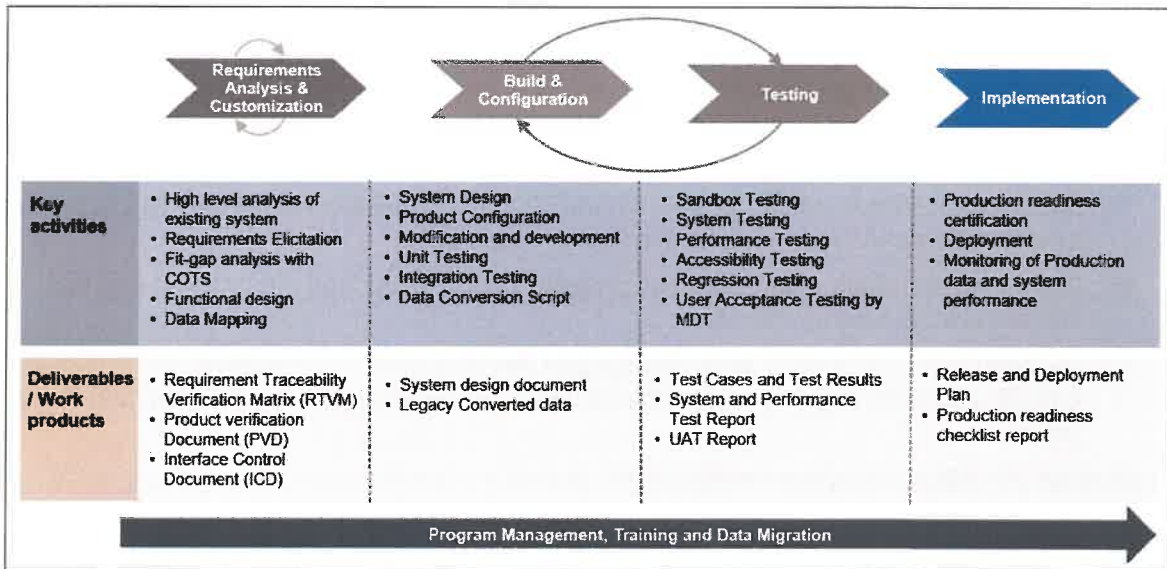 Requirements
Analysis &
Customization
Build &
Configuration
Testing
Implementation
Key
activities
• High level analysis of
existing system
• Requirements Elicitation
• Fit-gap analysis with
COTS
• Functional design
• Data Mapping
• System Design
• Product Configuration
• Modification and development
• Unit Testing
• Integration Testing
• Data Conversion Script
• Sandbox Testing
• System Testing
• Performance Testing
• Accessibility Testing
• Regression Testing
• User Acceptance Testing by
MDT
• Production readiness
certification
• Deployment
• Monitoring of Production
data and system
performance
Deliverables
/ Work
products
• Requirement Traceability
Verification Matrix (RTVM)
• Product verification
Document (PVD)
• Interface Control
Document (ICD)
• System design document
• Legacy Converted data
• Test Cases and Test Results
• System and Performance
Test Report
• UAT Report
• Release and Deployment
Plan
• Production readiness
checklist report
Program Management, Training and Data Migration